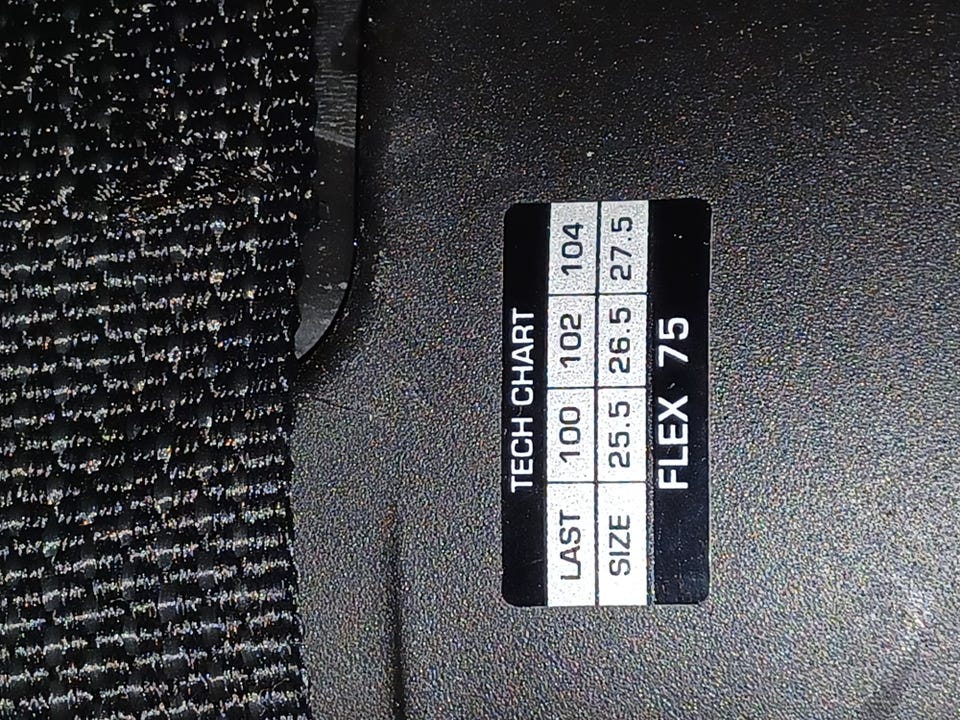 TECH CHART
LAST 100 102 104
SIZE 25.5 26.5 27.5
FLEX 75